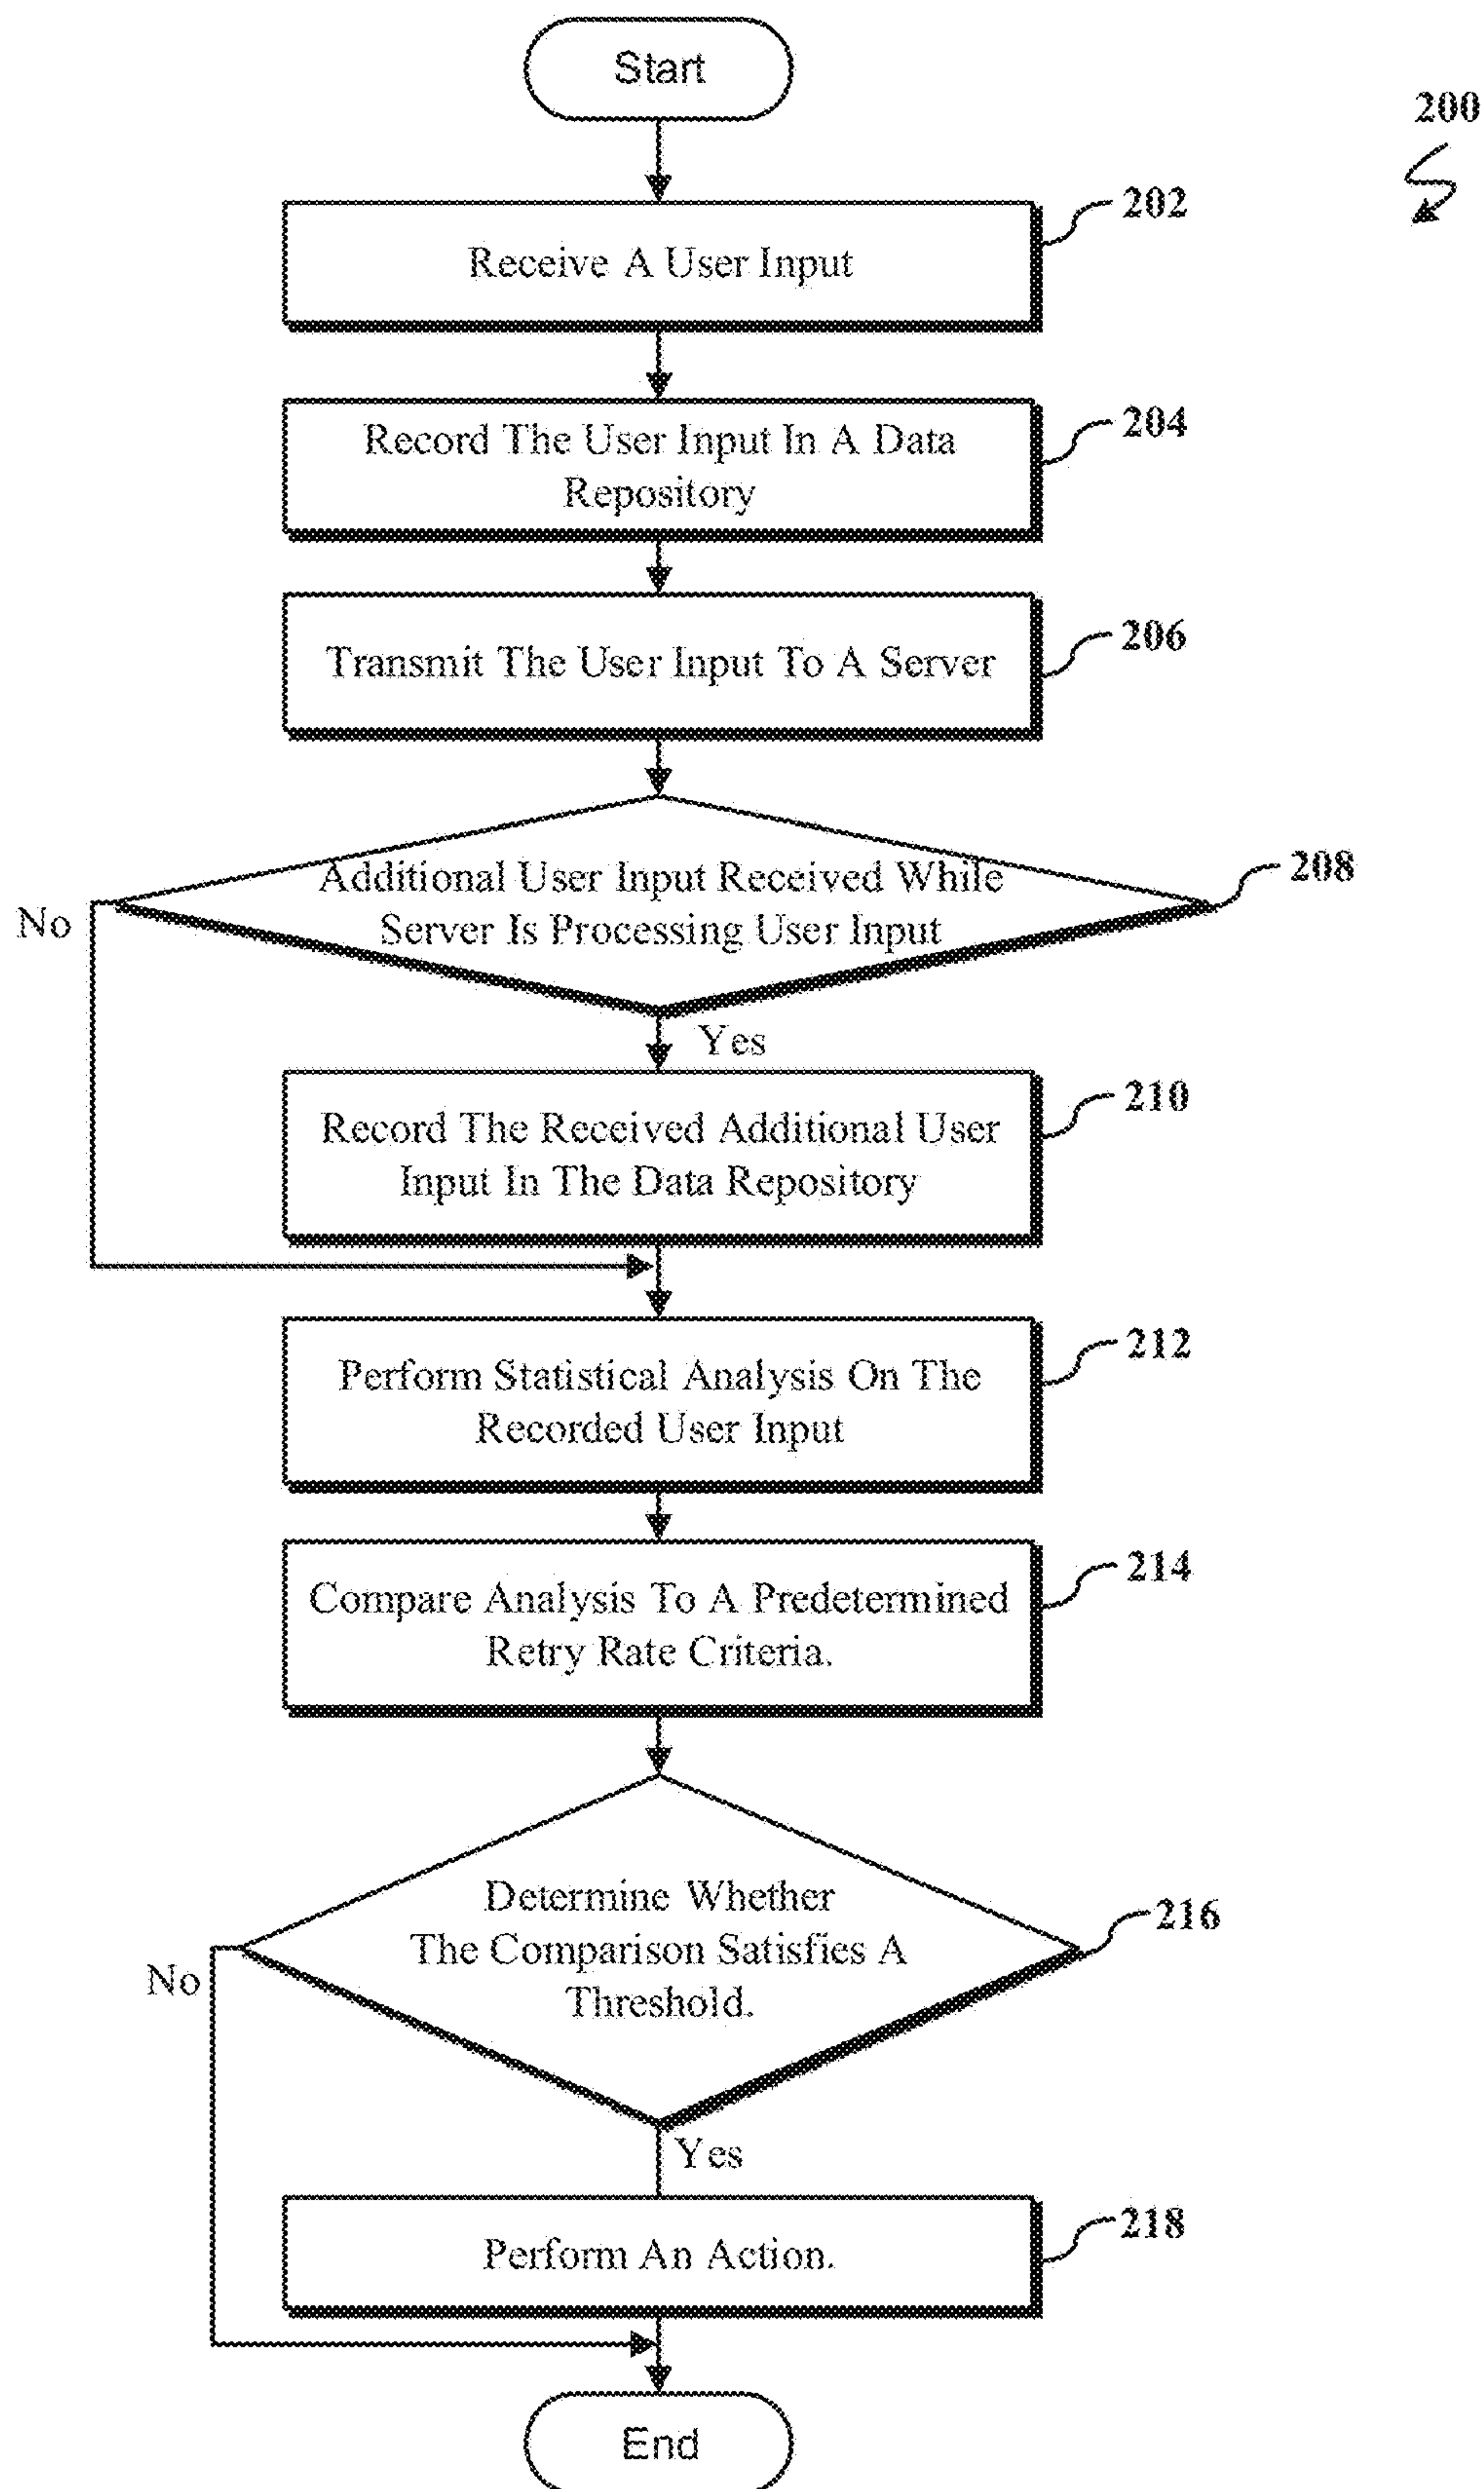 Start
200
202
Receive A User Input
204
Record The User Input In A Data
Repository
206
Transmit The User Input To A Server
208
Additional User Input Received While
Server Is Processing User Input
No
Yes
210
Record The Received Additional User
Input In The Data Repository
212
Perform Statistical Analysis On The
Recorded User Input
214
Compare Analysis To A Predetermined
Retry Rate Criteria.
216
Determine Whether
The Comparison Satisfies A
Threshold.
No
Yes
218
Perform An Action.
End